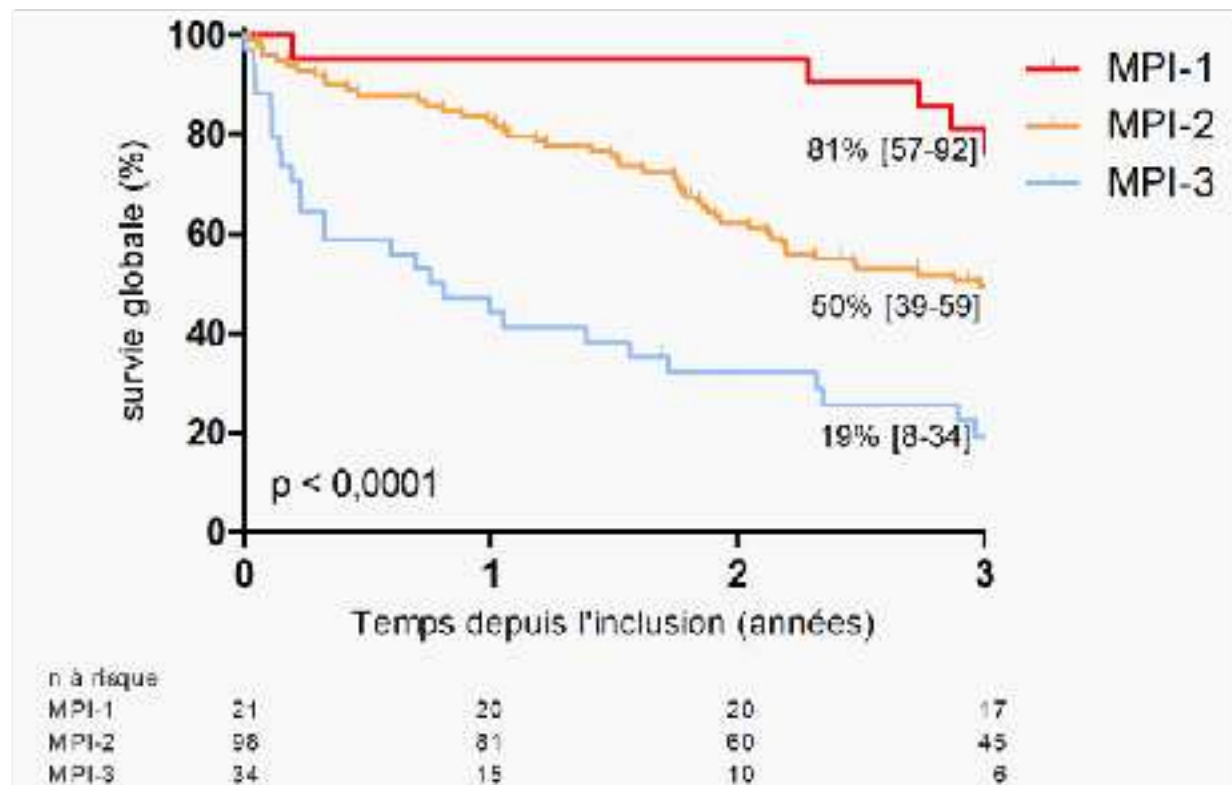 100
80
60
40
20
0
survie globale (%)
MPI-1
MPI-2
MPI-3
81% [57-92]
50% [39-59]
19% [8-34]
p < 0,0001
0 1 2 3
Temps depuis l'inclusion (années)
n à risque
MPI-1 21 20 20 17
MPI-2 98 81 60 45
MPI-3 34 15 10 6